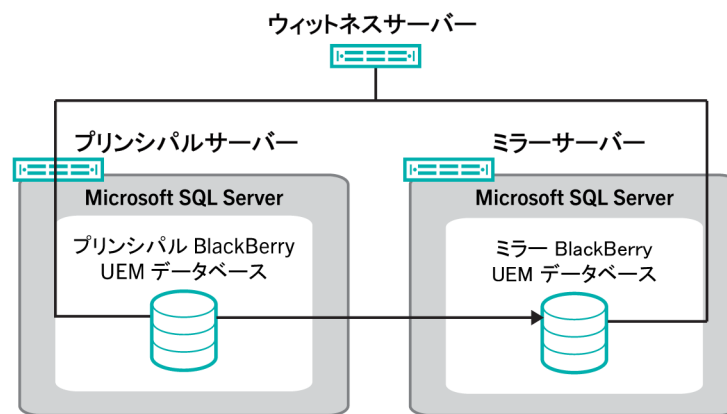 ウィットネスサーバー
プリンシパルサーバー
ミラーサーバー
Microsoft SQL Server
プリンシパル BlackBerry
UEM データベース
Microsoft SQL Server
ミラー BlackBerry
UEM データベース